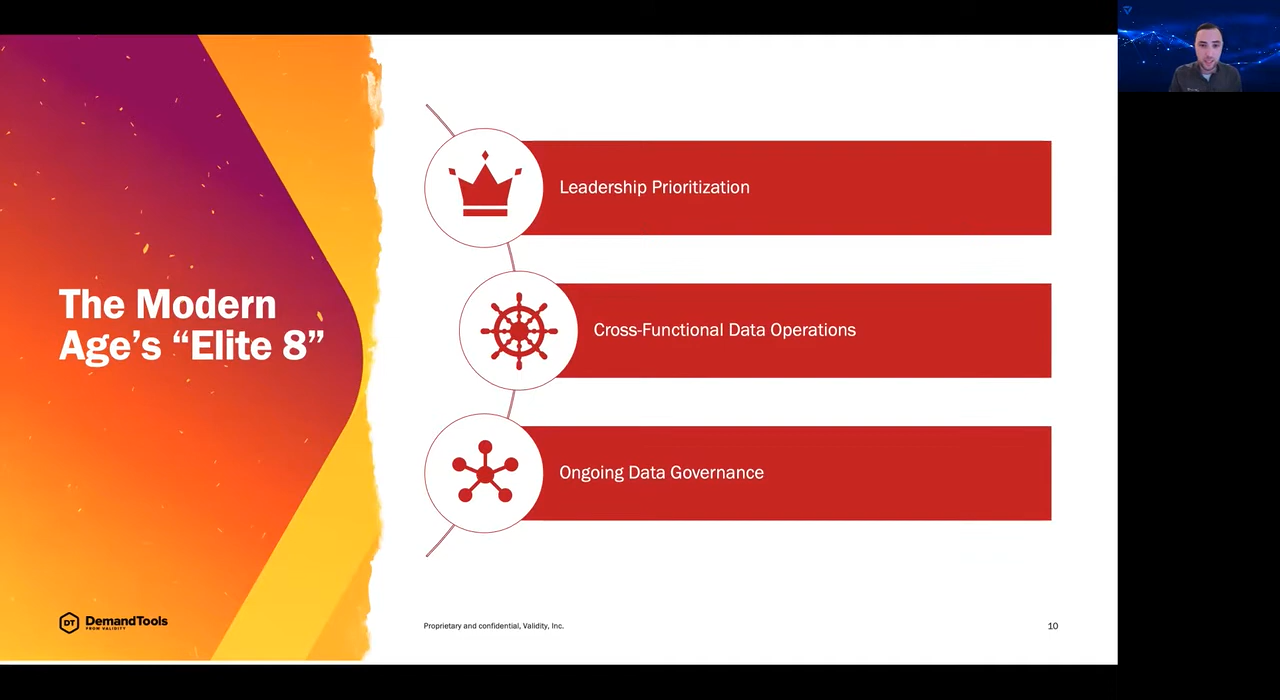 The Modern
Age's “Elite 8”
Leadership Prioritization
Cross-Functional Data Operations
Ongoing Data Governance
DT DemandTools
FROM VALIDITY
Proprietary and confidential, Validity, Inc.
10